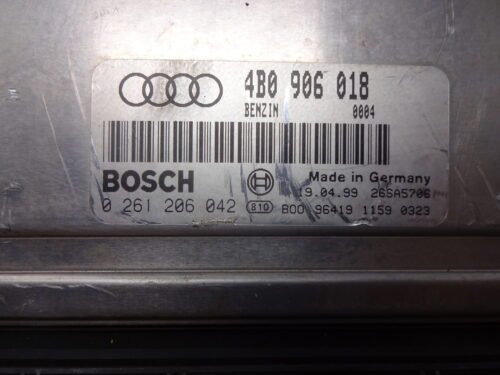 4B0 906 018
BENZIN 0004
BOSCH Made in Germany
19.04.99 26SA5706
0 261 206 042 810 B00 96419 1159 0323